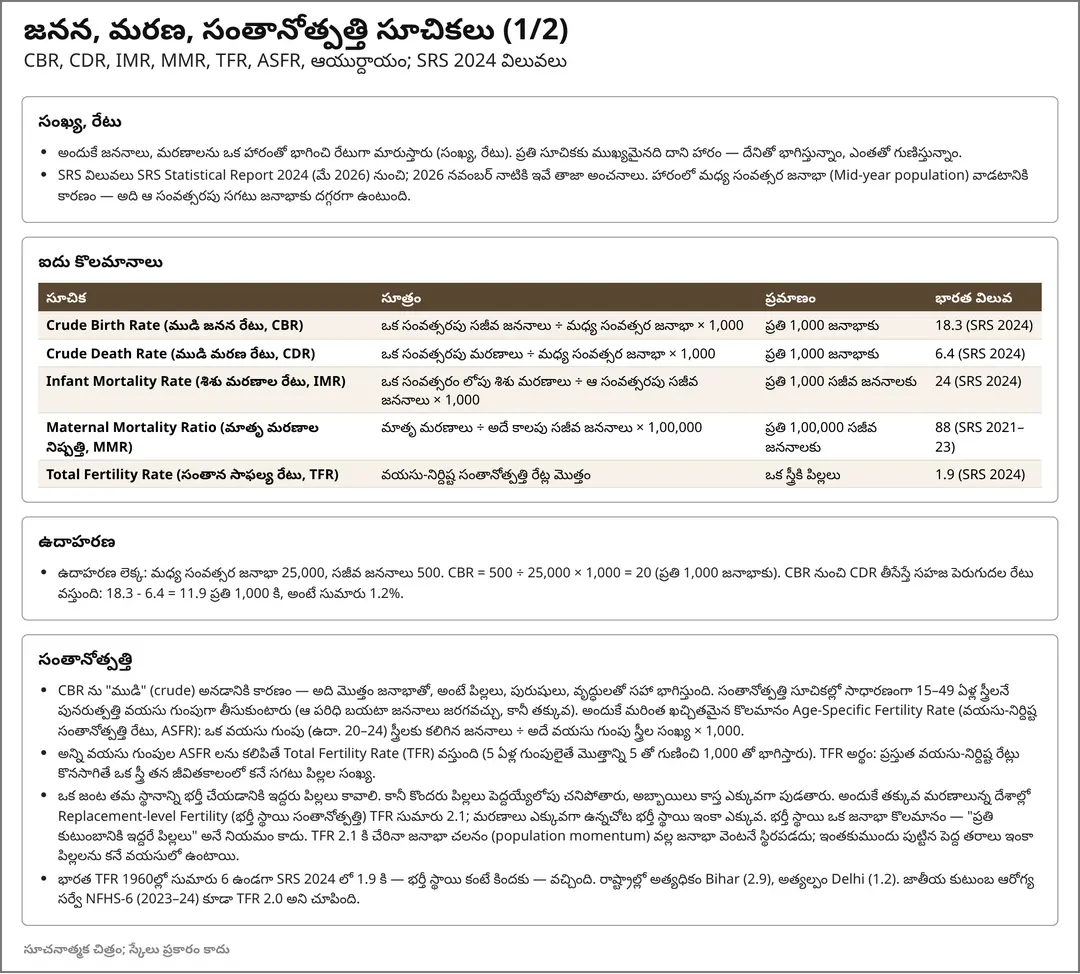 జనన, మరణ, సంతానోత్పత్తి సూచికలు (1/2)
CBR, CDR, IMR, MMR, TFR, ASFR, ఆయుర్దాయం; SRS 2024 విలువలు
సంఖ్య, రేటు
• అందుకే జననాలు, మరణాలను ఒక హారంతో భాగించి రేటుగా మారుస్తారు (సంఖ్య, రేటు). ప్రతి సూచికకు ముఖ్యమైనది దాని హారం — దేనితో భాగిస్తున్నాం, ఎంతతో గుణిస్తున్నాం.
• SRS విలువలు SRS Statistical Report 2024 (మే 2026) నుంచి; 2026 నవంబర్ నాటికి ఇవే తాజా అంచనాలు. హారంలో మధ్య సంవత్సర జనాభా (Mid-year population) వాడటానికి
కారణం — అది ఆ సంవత్సరపు సగటు జనాభాకు దగ్గరగా ఉంటుంది.
ఐదు కొలమానాలు
సూచిక సూత్రం ప్రమాణం భారత విలువ
Crude Birth Rate (ముడి జనన రేటు, CBR) ఒక సంవత్సరపు సజీవ జననాలు ÷ మధ్య సంవత్సర జనాభా × 1,000 ప్రతి 1,000 జనాభాకు 18.3 (SRS 2024)
Crude Death Rate (ముడి మరణ రేటు, CDR) ఒక సంవత్సరపు మరణాలు ÷ మధ్య సంవత్సర జనాభా × 1,000 ప్రతి 1,000 జనాభాకు 6.4 (SRS 2024)
Infant Mortality Rate (శిశు మరణాల రేటు, IMR) ఒక సంవత్సరం లోపు శిశు మరణాలు ÷ ఆ సంవత్సరపు సజీవ ప్రతి 1,000 సజీవ జననాలకు 24 (SRS 2024)
జననాలు × 1,000
Maternal Mortality Ratio (మాతృ మరణాల మాతృ మరణాలు ÷ అదే కాలపు సజీవ జననాలు × 1,00,000 ప్రతి 1,00,000 సజీవ 88 (SRS 2021–
నిష్పత్తి, MMR) జననాలకు 23)
Total Fertility Rate (సంతాన సాఫల్య రేటు, TFR) వయసు-నిర్దిష్ట సంతానోత్పత్తి రేట్ల మొత్తం ఒక స్త్రీకి పిల్లలు 1.9 (SRS 2024)
ఉదాహరణ
• ఉదాహరణ లెక్క: మధ్య సంవత్సర జనాభా 25,000, సజీవ జననాలు 500. CBR = 500 ÷ 25,000 × 1,000 = 20 (ప్రతి 1,000 జనాభాకు). CBR నుంచి CDR తీసేస్తే సహజ పెరుగుదల రేటు
వస్తుంది: 18.3 - 6.4 = 11.9 ప్రతి 1,000 కి, అంటే సుమారు 1.2%.
సంతానోత్పత్తి
• CBR ను "ముడి" (crude) అనడానికి కారణం — అది మొత్తం జనాభాతో, అంటే పిల్లలు, పురుషులు, వృద్ధులతో సహా భాగిస్తుంది. సంతానోత్పత్తి సూచికల్లో సాధారణంగా 15–49 ఏళ్ల స్త్రీలనే
పునరుత్పత్తి వయసు గుంపుగా తీసుకుంటారు (ఆ పరిధి బయటా జననాలు జరగవచ్చు, కానీ తక్కువ). అందుకే మరింత ఖచ్చితమైన కొలమానం Age-Specific Fertility Rate (వయసు-నిర్దిష్ట
సంతానోత్పత్తి రేటు, ASFR): ఒక వయసు గుంపు (ఉదా. 20–24) స్త్రీలకు కలిగిన జననాలు ÷ అదే వయసు గుంపు స్త్రీల సంఖ్య × 1,000.
• అన్ని వయసు గుంపుల ASFR లను కలిపితే Total Fertility Rate (TFR) వస్తుంది (5 ఏళ్ల గుంపులైతే మొత్తాన్ని 5 తో గుణించి 1,000 తో భాగిస్తారు). TFR అర్థం: ప్రస్తుత వయసు-నిర్దిష్ట రేట్లు
కొనసాగితే ఒక స్త్రీ తన జీవితకాలంలో కనే సగటు పిల్లల సంఖ్య.
• ఒక జంట తమ స్థానాన్ని భర్తీ చేయడానికి ఇద్దరు పిల్లలు కావాలి. కానీ కొందరు పిల్లలు పెద్దయ్యేలోపు చనిపోతారు, అబ్బాయిలు కాస్త ఎక్కువగా పుడతారు. అందుకే తక్కువ మరణాలున్న దేశాల్లో
Replacement-level Fertility (భర్తీ స్థాయి సంతానోత్పత్తి) TFR సుమారు 2.1; మరణాలు ఎక్కువగా ఉన్నచోట భర్తీ స్థాయి ఇంకా ఎక్కువ. భర్తీ స్థాయి ఒక జనాభా కొలమానం — "ప్రతి
కుటుంబానికి ఇద్దరే పిల్లలు" అనే నియమం కాదు. TFR 2.1 కి చేరినా జనాభా చలనం (population momentum) వల్ల జనాభా వెంటనే స్థిరపడదు; ఇంతకుముందు పుట్టిన పెద్ద తరాలు ఇంకా
పిల్లలను కనే వయసులో ఉంటాయి.
• భారత TFR 1960ల్లో సుమారు 6 ఉండగా SRS 2024 లో 1.9 కి — భర్తీ స్థాయి కంటే కిందకు — వచ్చింది. రాష్ట్రాల్లో అత్యధికం Bihar (2.9), అత్యల్పం Delhi (1.2). జాతీయ కుటుంబ ఆరోగ్య
సర్వే NFHS-6 (2023–24) కూడా TFR 2.0 అని చూపింది.
సూచనాత్మక చిత్రం; స్కేలు ప్రకారం కాదు